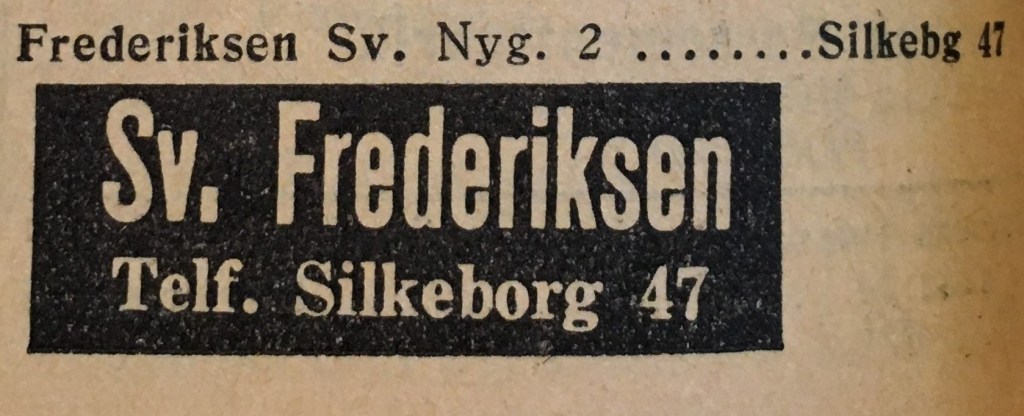 Frederiksen Sv. Nyg. 2 ........Silkebg 47
Sv. Frederiksen
Telf. Silkeborg 47